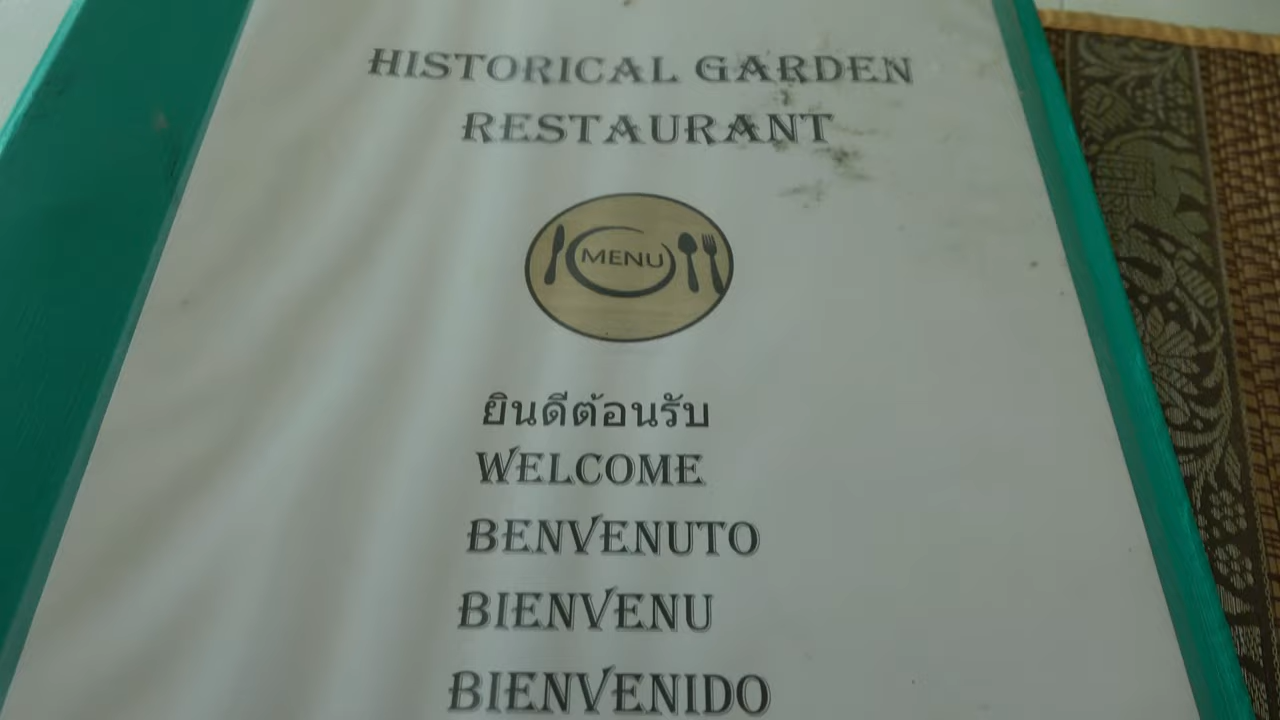 HISTORICAL GARDEN
RESTAURANT
MENU
ยินดีต้อนรับ
WELCOME
BENVENUTO
BIENVENU
BIENVENIDO